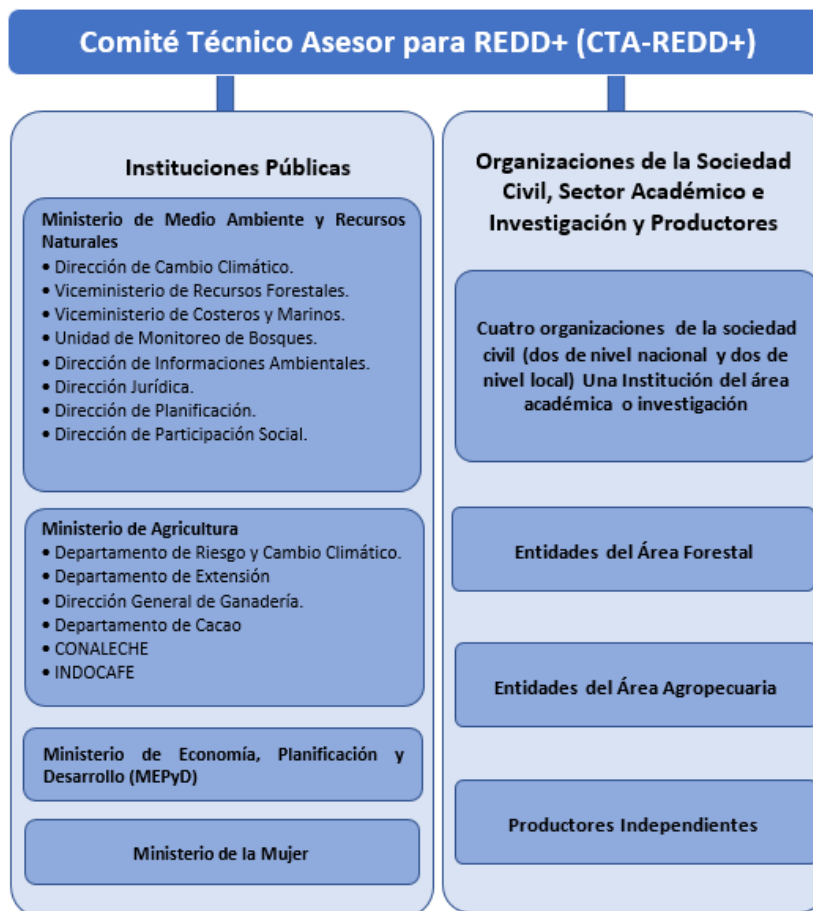 Comité Técnico Asesor para REDD+ (CTA-REDD+)
Instituciones Públicas
Ministerio de Medio Ambiente y Recursos
Naturales
• Dirección de Cambio Climático.
• Viceministerio de Recursos Forestales.
• Viceministerio de Costeros y Marinos.
• Unidad de Monitoreo de Bosques.
• Dirección de Informaciones Ambientales.
• Dirección Jurídica.
• Dirección de Planificación.
• Dirección de Participación Social.
Ministerio de Agricultura
• Departamento de Riesgo y Cambio Climático.
• Departamento de Extensión
• Dirección General de Ganadería.
• Departamento de Cacao
• CONALECHE
• INDOCAFE
Ministerio de Economía, Planificación y
Desarrollo (MEPyD)
Ministerio de la Mujer
Organizaciones de la Sociedad
Civil, Sector Académico e
Investigación y Productores
Cuatro organizaciones de la sociedad
civil (dos de nivel nacional y dos de
nivel local) Una Institución del área
académica o investigación
Entidades del Área Forestal
Entidades del Área Agropecuaria
Productores Independientes